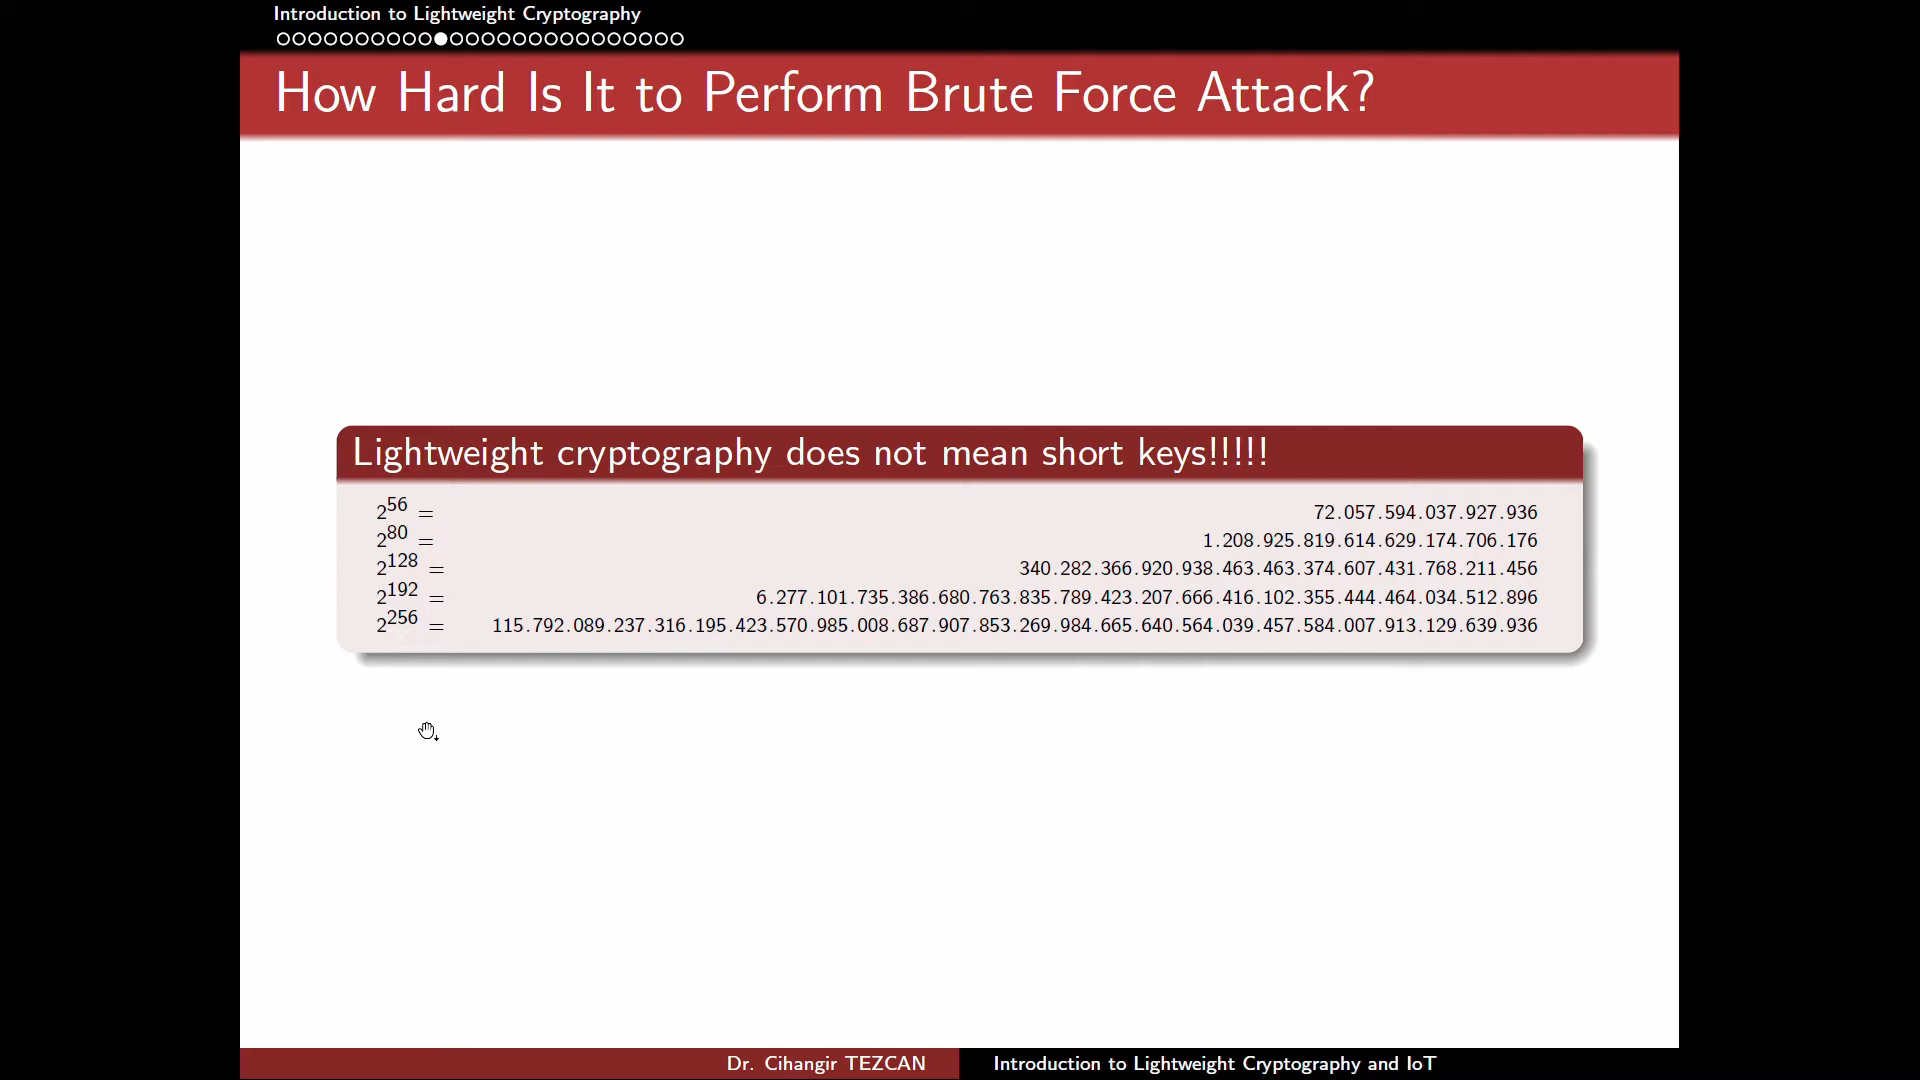 Introduction to Lightweight Cryptography
How Hard Is It to Perform Brute Force Attack?
Lightweight cryptography does not mean short keys!!!!!
2^56 = 72.057.594.037.927.936
2^80 = 1.208.925.819.614.629.174.706.176
2^128 = 340.282.366.920.938.463.463.374.607.431.768.211.456
2^192 = 6.277.101.735.386.680.763.835.789.423.207.666.416.102.355.444.464.034.512.896
2^256 = 115.792.089.237.316.195.423.570.985.008.687.907.853.269.984.665.640.564.039.457.584.007.913.129.639.936
Dr. Cihangir TEZCAN Introduction to Lightweight Cryptography and IoT